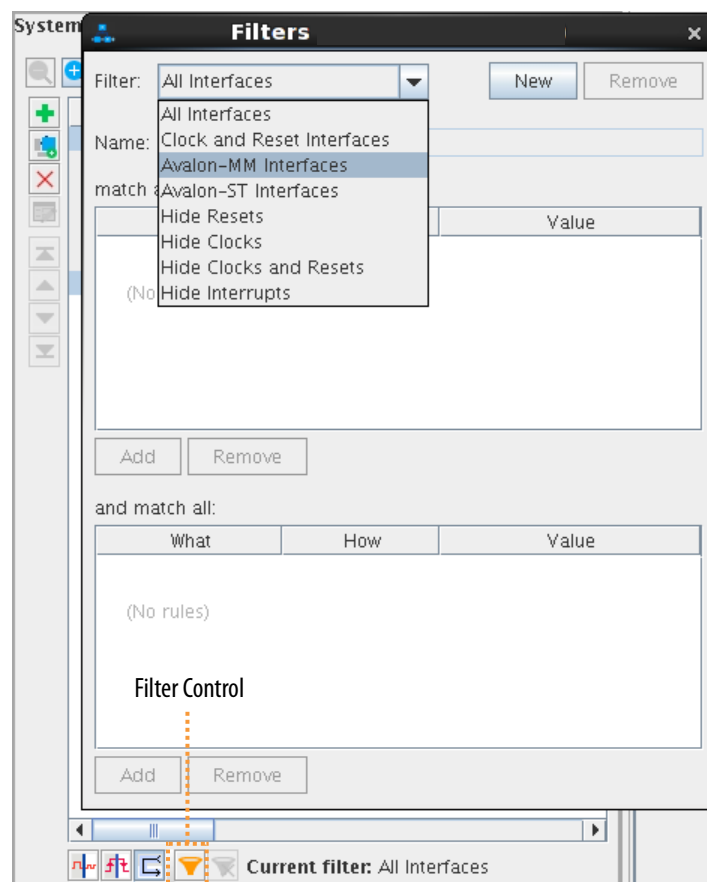 System
Filters
Filter: All Interfaces
New
Remove
All Interfaces
Clock and Reset Interfaces
Name:
Avalon-MM Interfaces
match
Avalon-ST Interfaces
Hide Resets
Value
Hide Clocks
Hide Clocks and Resets
(No
Hide Interrupts
Add
Remove
and match all:
What How Value
(No rules)
Filter Control
Add
Remove
Current filter: All Interfaces